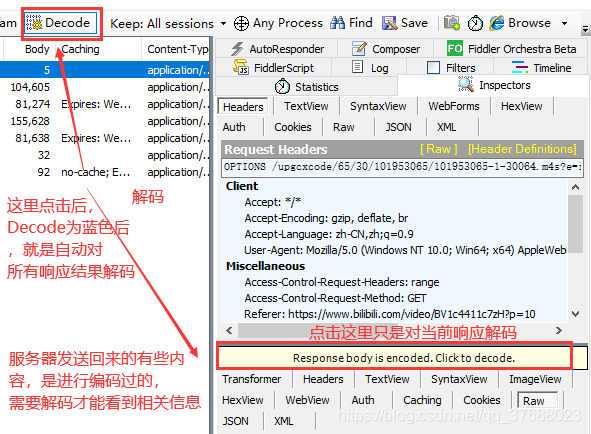 am
Decode
Keep: All sessions
Any Process
Find
Save
Browse
Body
Caching
Content-Type
5
application/...
104,605
application/...
81,274
Expires: We...
application/...
155,628
application/...
81,638
Expires: We...
application/...
32
application/...
92
no-cache; E...
application/...
解码
这里点击后，
Decode为蓝色后
，就是自动对
所有响应结果解码
服务器发送回来的有些内
容，是进行编码过的，
需要解码才能看到相关信息
AutoResponder
Composer
FO
Fiddler Orchestra Beta
JS
FiddlerScript
Log
Filters
Timeline
Statistics
Inspectors
Headers
TextView
SyntaxView
WebForms
HexView
Auth
Cookies
Raw
JSON
XML
Request Headers
[ Raw ]
[Header Definitions]
OPTIONS /upgcxcode/65/30/101953065/101953065-1-30064.m4s?e=
Client
Accept: */*
Accept-Encoding: gzip, deflate, br
Accept-Language: zh-CN,zh;q=0.9
User-Agent: Mozilla/5.0 (Windows NT 10.0; Win64; x64) AppleWeb
Miscellaneous
Access-Control-Request-Headers: range
Access-Control-Request-Method: GET
Referer: https://www.bilibili.com/video/BV1c4411c7zH?p=10
点击这里只是对当前响应解码
Response body is encoded. Click to decode.
Transformer
Headers
TextView
SyntaxView
ImageView
HexView
WebView
Auth
Caching
Cookies
Raw
JSON
XML
https://blog.csdn.net/qq_37688023